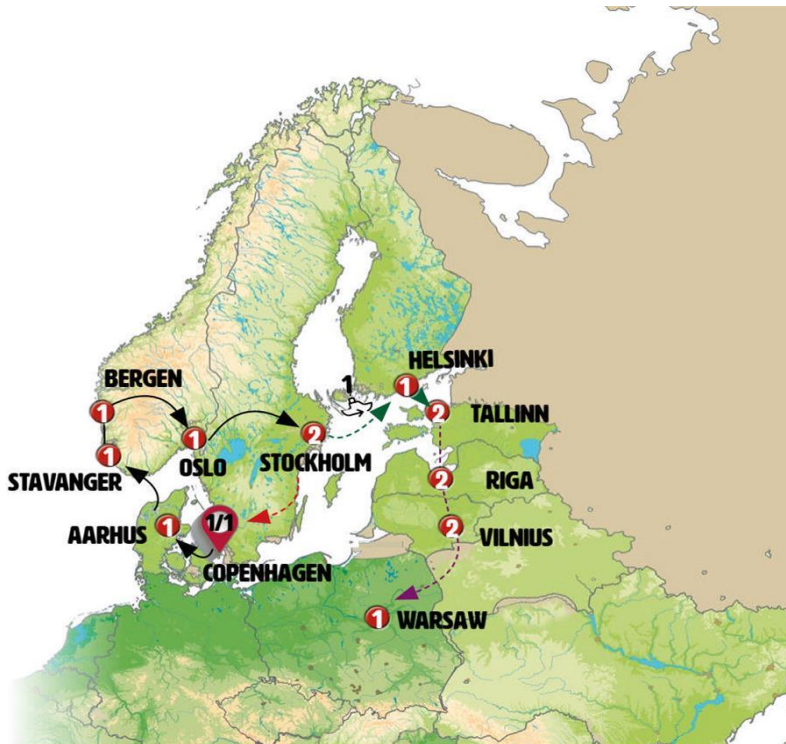 HELSINKI
1
1
BERGEN
1
2
TALLINN
1
OSLO
2
STOCKHOLM
1
STAVANGER
2
RIGA
1/1
AARHUS
1
2
VILNIUS
COPENHAGEN
1
WARSAW